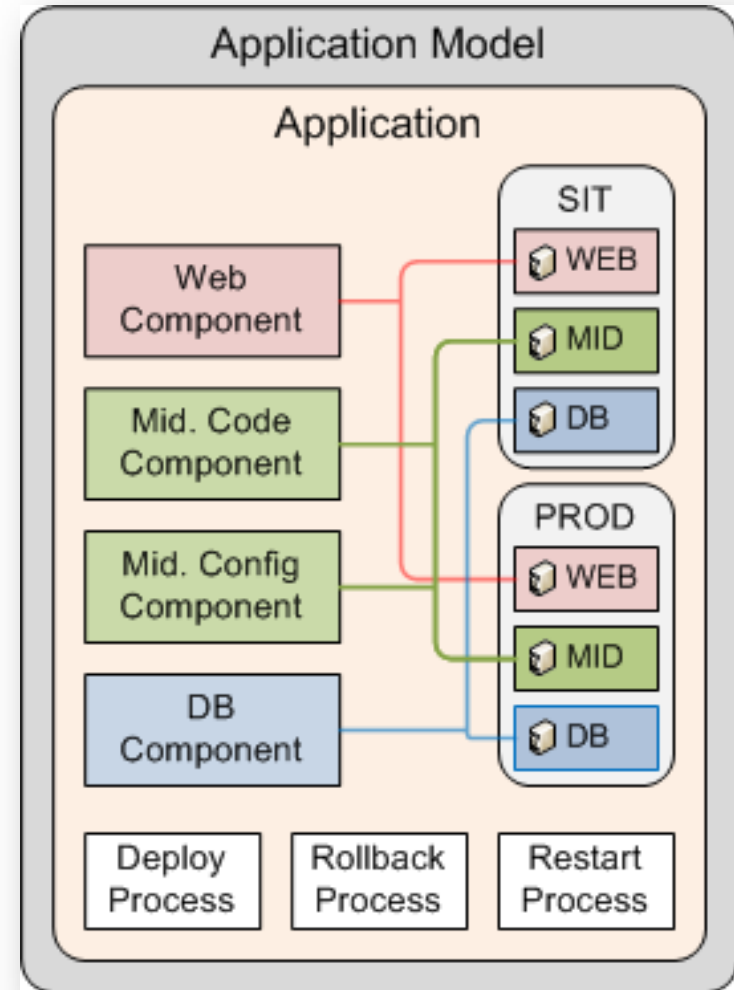 Application Model
Application
SIT
WEB
MID
DB
Web
Component
Mid. Code
Component
Mid. Config
Component
DB
Component
PROD
WEB
MID
DB
Deploy
Process
Rollback
Process
Restart
Process